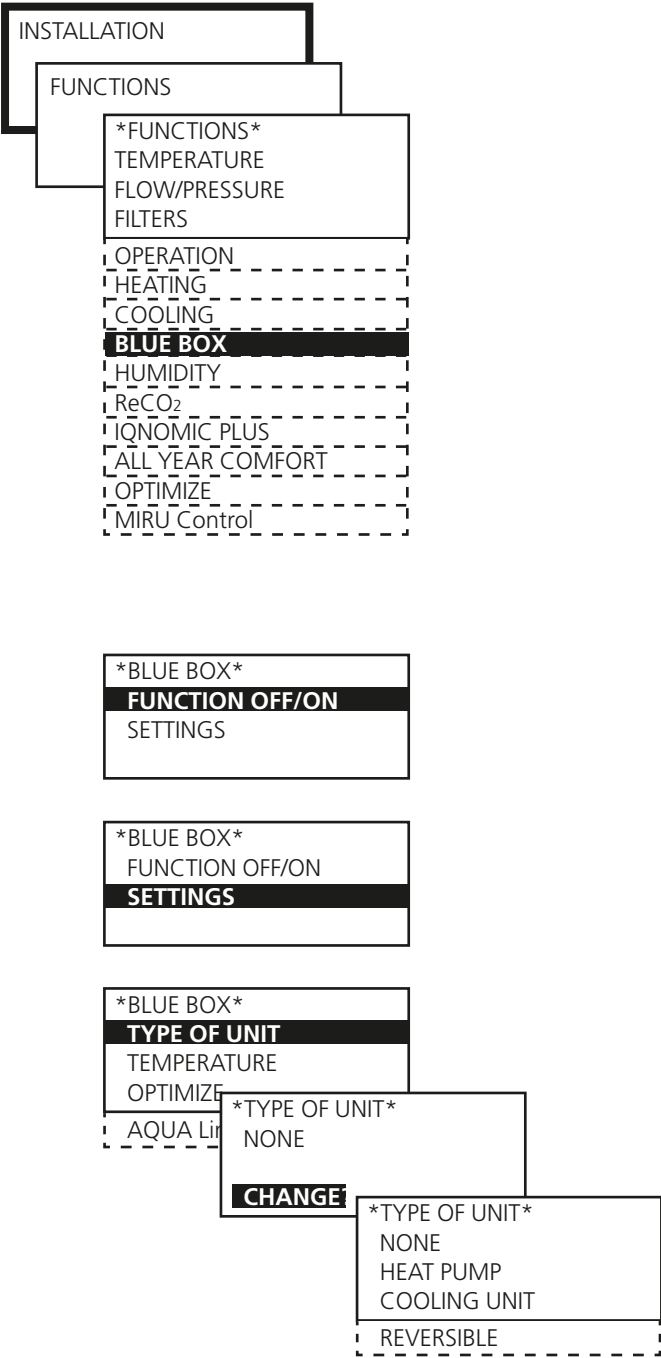 INSTALLATION
FUNCTIONS
*FUNCTIONS*
TEMPERATURE
FLOW/PRESSURE
FILTERS
OPERATION
HEATING
COOLING
BLUE BOX
HUMIDITY
ReCO2
IQNOMIC PLUS
ALL YEAR COMFORT
OPTIMIZE
MIRU Control
*BLUE BOX*
FUNCTION OFF/ON
SETTINGS
*BLUE BOX*
FUNCTION OFF/ON
SETTINGS
*BLUE BOX*
TYPE OF UNIT
TEMPERATURE
OPTIMIZE
AQUA
*TYPE OF UNIT*
NONE
CHANGE?
*TYPE OF UNIT*
NONE
HEAT PUMP
COOLING UNIT
REVERSIBLE